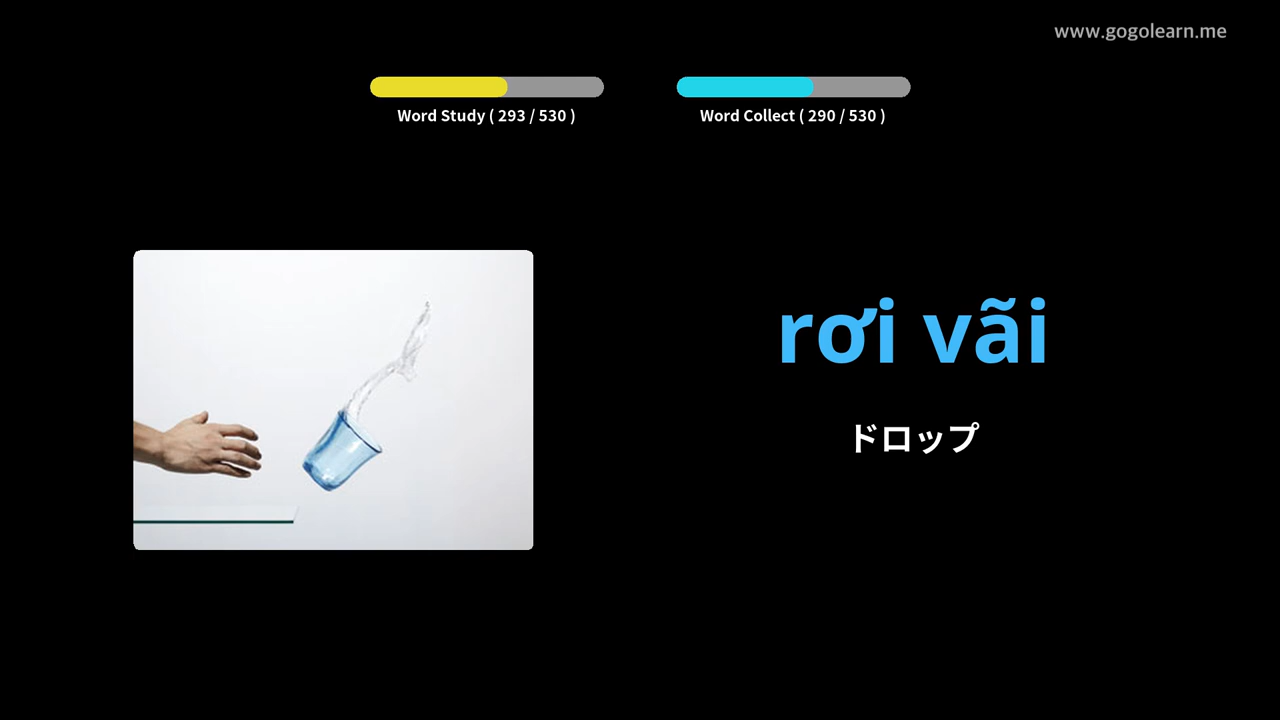 www.gogolearn.me
Word Study ( 293 / 530 )
Word Collect ( 290 / 530 )
rơi vãi
ドロップ